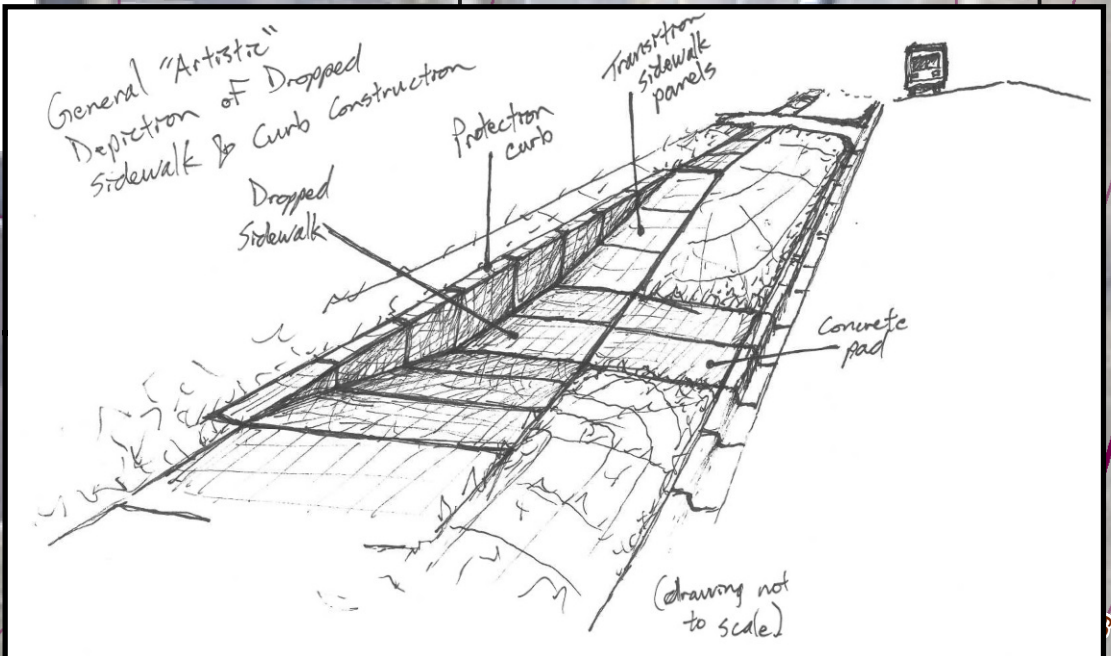 General "Artistic"
Depiction of Dropped
Sidewalk & Curb Construction
Protection
curb
Transition
sidewalk
panels
Dropped
Sidewalk
Concrete
pad
(drawing not
to scale)